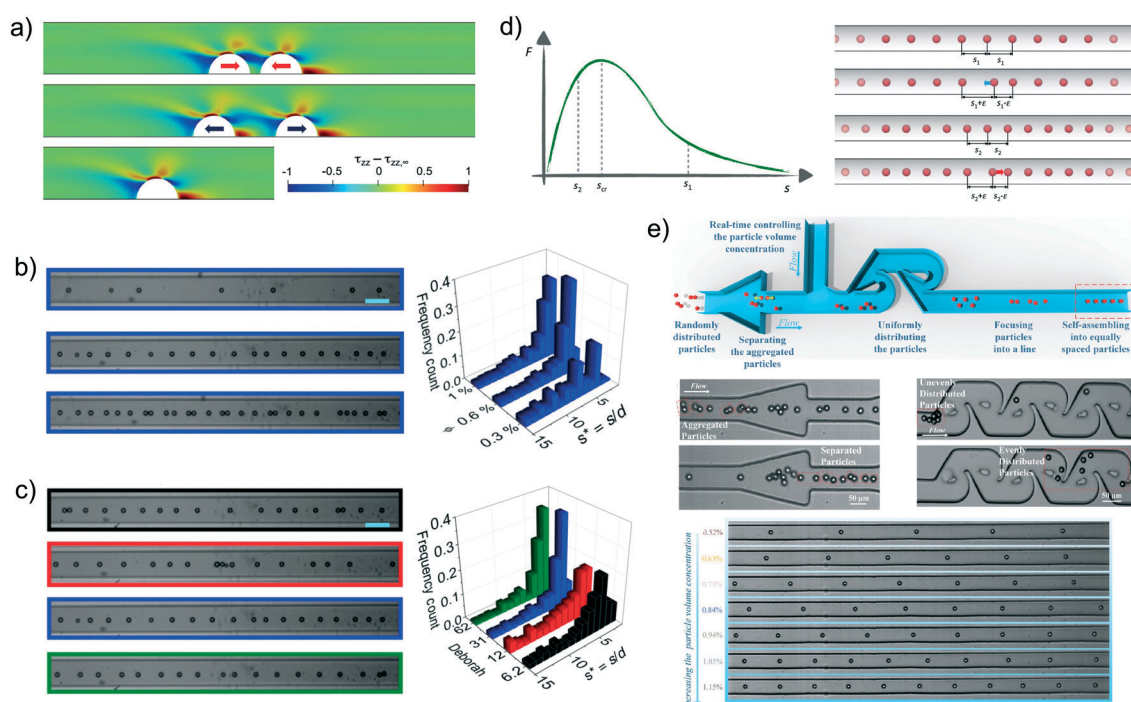 a)
τzz − τzz,∞
-1 -0.5 0 0.5 1
b)
Frequency count
0.4
0.3
0.2
0.1
0.0
1 %
0.6 %
0.3 %
ϕ
15
10
5
s* = s/d
c)
Frequency count
0.4
0.3
0.2
0.1
0.0
62
31
12
6.2
Deborah
15
10
5
s* = s/d
d)
F
s2 scr s1 s
s1 s1
s1+ε s1-ε
s2 s2
s2+ε s2-ε
e)
Real-time controlling
the particle volume
concentration
Flow
Flow
Randomly
distributed
particles
Separating
the aggregated
particles
Uniformly
distributing
the particles
Focusing
particles
into a line
Self-assembling
into equally
spaced particles
Flow
Aggregated
Particles
Separated
Particles
50 µm
Unevenly
Distributed
Particles
Flow
Evenly
Distributed
Particles
50 µm
creasing the particle volume concentration
0.52%
0.63%
0.73%
0.84%
0.94%
1.05%
1.15%